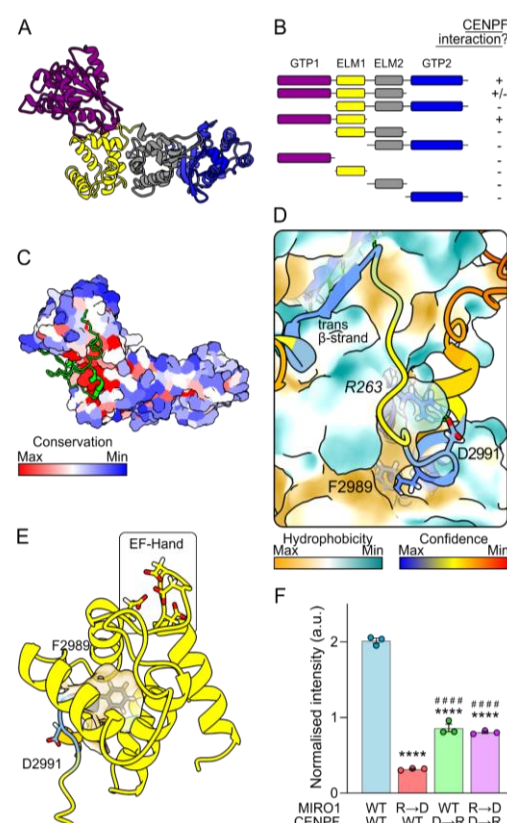 A
B
CENPF
interaction?
GTP1 ELM1 ELM2 GTP2
+
+/-
-
+
-
-
-
-
-
-
C
Conservation
Max Min
D
trans
β-strand
R263
D2991
F2989
Hydrophobicity Confidence
Max Min Max Min
E
EF-Hand
F2989
D2991
F
Normalised intensity (a.u.)
2
1
0
****
####
****
####
****
MIRO1 WT R→D WT R→D
CENPF WT WT D→R D→R